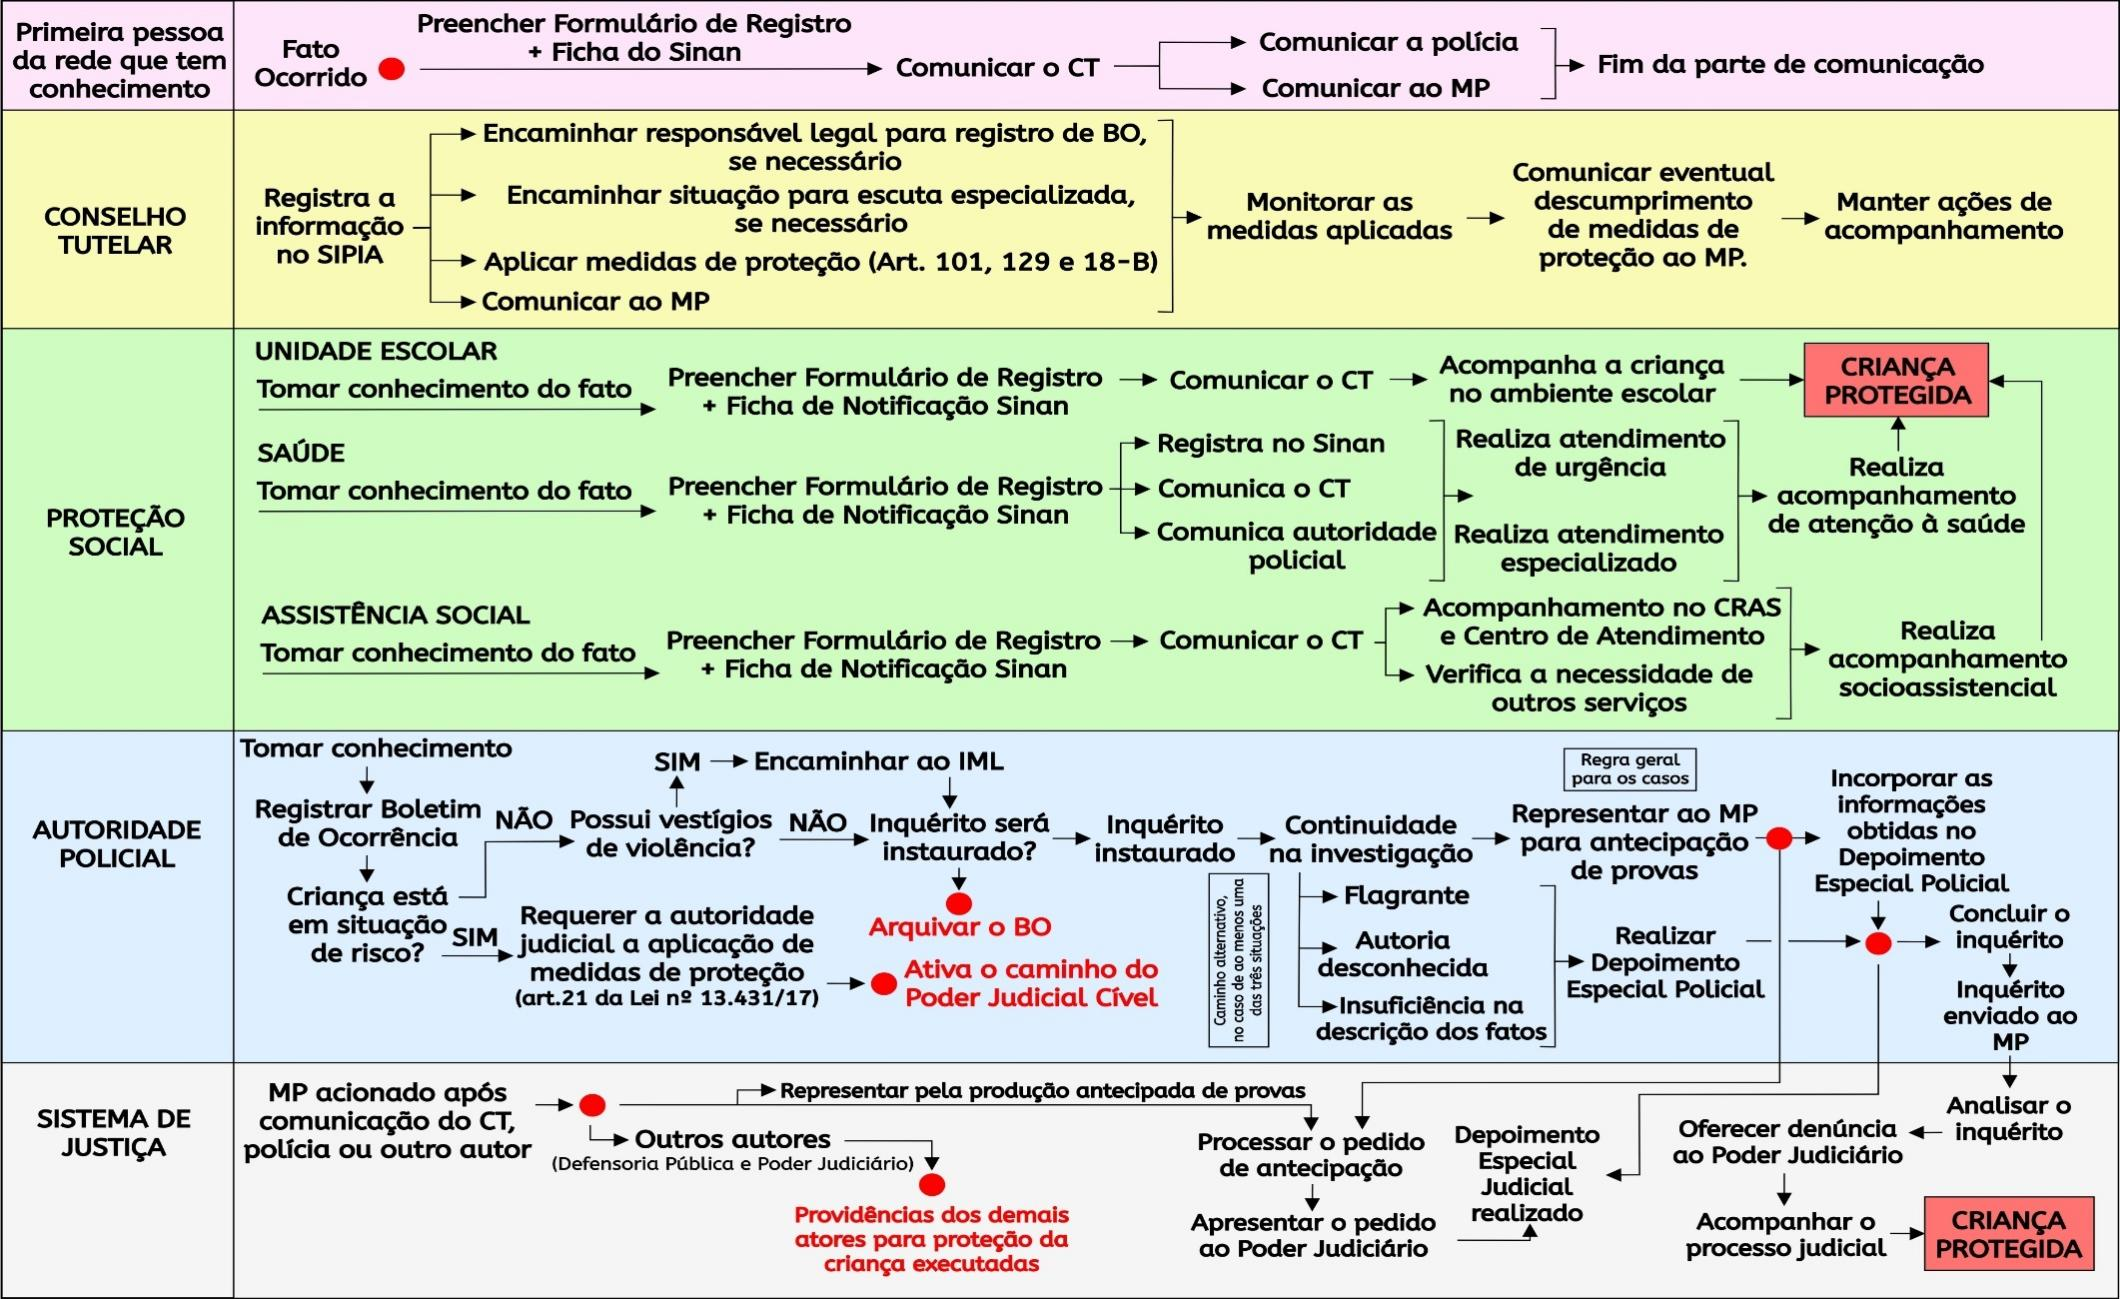 Primeira pessoa
da rede que tem
conhecimento
Fato
Ocorrido
Preencher Formulário de Registro
+ Ficha do Sinan
Comunicar o CT
Comunicar a polícia
Comunicar ao MP
Fim da parte de comunicação
CONSELHO
TUTELAR
Registra a
informação
no SIPIA
Encaminhar responsável legal para registro de BO,
se necessário
Encaminhar situação para escuta especializada,
se necessário
Aplicar medidas de proteção (Art. 101, 129 e 18-B)
Comunicar ao MP
Monitorar as
medidas aplicadas
Comunicar eventual
descumprimento
de medidas de
proteção ao MP.
Manter ações de
acompanhamento
PROTEÇÃO
SOCIAL
UNIDADE ESCOLAR
Tomar conhecimento do fato
Preencher Formulário de Registro
+ Ficha de Notificação Sinan
Comunicar o CT
Acompanha a criança
no ambiente escolar
CRIANÇA
PROTEGIDA
SAÚDE
Tomar conhecimento do fato
Preencher Formulário de Registro
+ Ficha de Notificação Sinan
Registra no Sinan
Comunica o CT
Comunica autoridade
policial
Realiza atendimento
de urgência
Realiza atendimento
especializado
Realiza
acompanhamento
de atenção à saúde
ASSISTÊNCIA SOCIAL
Tomar conhecimento do fato
Preencher Formulário de Registro
+ Ficha de Notificação Sinan
Comunicar o CT
Acompanhamento no CRAS
e Centro de Atendimento
Verifica a necessidade de
outros serviços
Realiza
acompanhamento
socioassistencial
AUTORIDADE
POLICIAL
Tomar conhecimento
Registrar Boletim
de Ocorrência
Criança está
em situação
de risco?
NÃO
SIM
Possui vestígios
de violência?
SIM
Encaminhar ao IML
NÃO
Requerer a autoridade
judicial a aplicação de
medidas de proteção
(art.21 da Lei nº 13.431/17)
Inquérito será
instaurado?
Arquivar o BO
Ativa o caminho do
Poder Judicial Cível
Inquérito
instaurado
Continuidade
na investigação
Caminho alternativo,
no caso de ao menos uma
das três situações
Flagrante
Autoria
desconhecida
Insuficiência na
descrição dos fatos
Regra geral
para os casos
Representar ao MP
para antecipação
de provas
Realizar
Depoimento
Especial Policial
Incorporar as
informações
obtidas no
Depoimento
Especial Policial
Concluir o
inquérito
Inquérito
enviado ao
MP
SISTEMA DE
JUSTIÇA
MP acionado após
comunicação do CT,
polícia ou outro autor
Representar pela produção antecipada de provas
Outros autores
(Defensoria Pública e Poder Judiciário)
Providências dos demais
atores para proteção da
criança executadas
Processar o pedido
de antecipação
Apresentar o pedido
ao Poder Judiciário
Depoimento
Especial
Judicial
realizado
Analisar o
inquérito
Oferecer denúncia
ao Poder Judiciário
Acompanhar o
processo judicial
CRIANÇA
PROTEGIDA